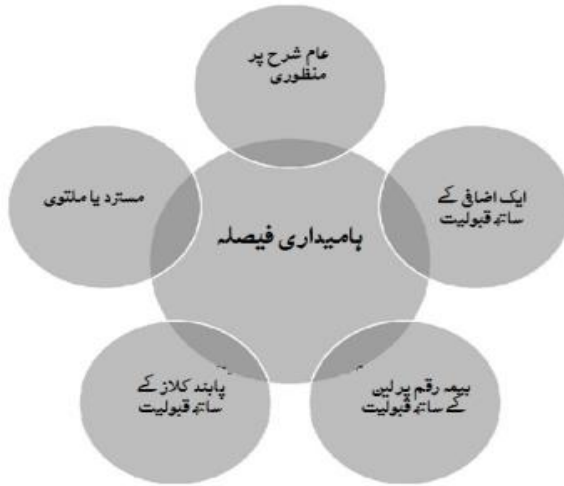 عام شرح پر
منظوری
ایک اضافی کے
ساتھ قبولیت
بیمہ رقم پر لین
کے ساتھ قبولیت
پابند کلاز کے
ساتھ قبولیت
مسترد یا ملتوی
ہامیداری فیصلہ